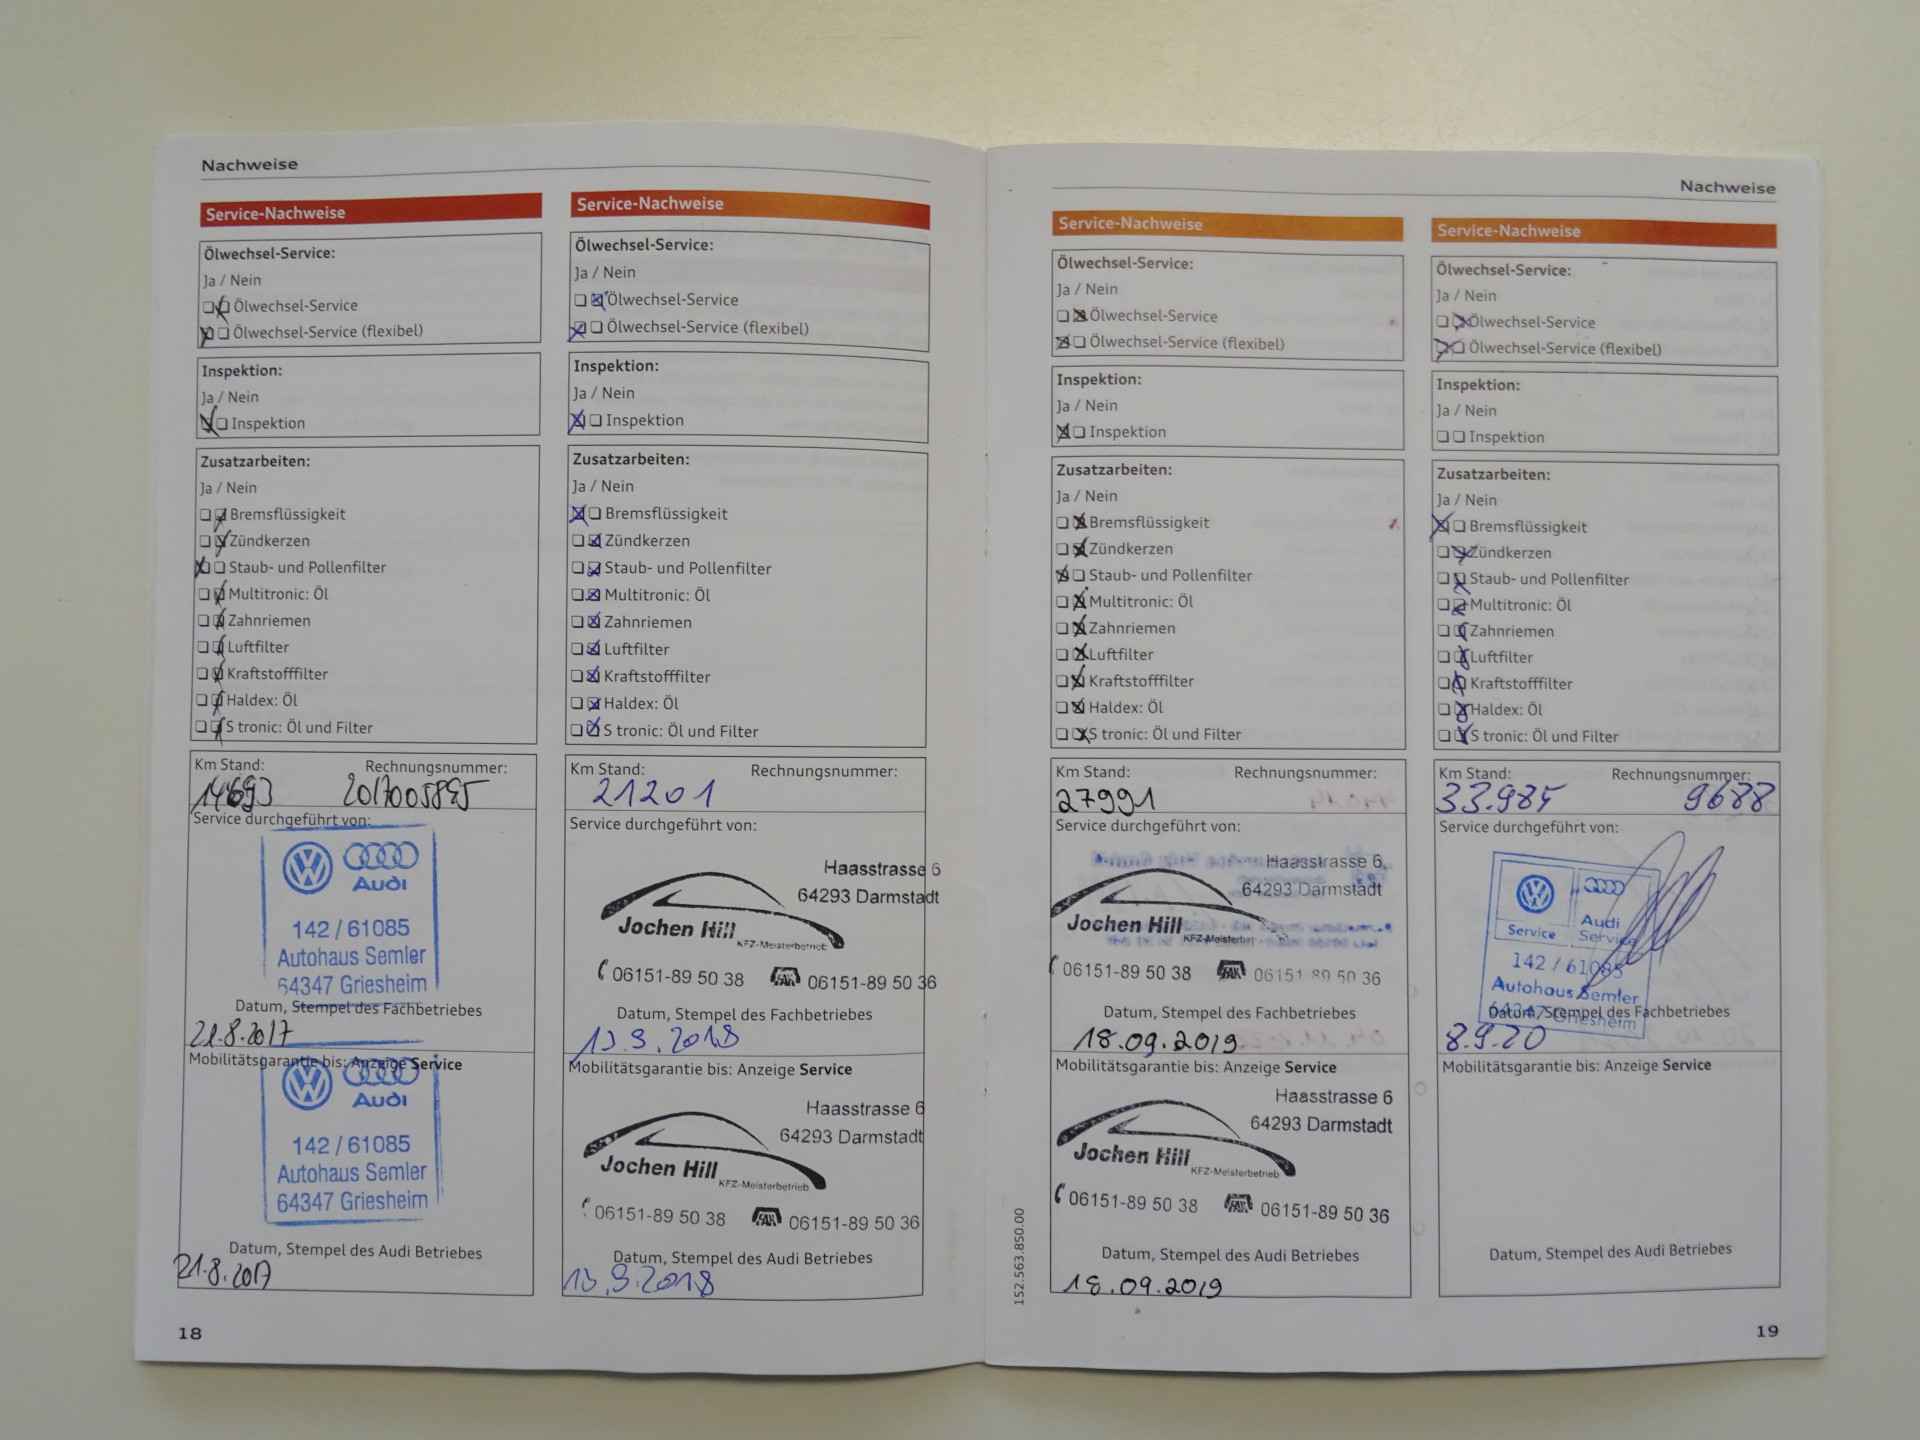 Nachweise
Service-Nachweise
Ölwechsel-Service:
Ja / Nein
Ölwechsel-Service
Ölwechsel-Service (flexibel)
Inspektion:
Ja / Nein
Inspektion
Zusatzarbeiten:
Ja / Nein
Bremsflüssigkeit
Zündkerzen
Staub- und Pollenfilter
Multitronic: Öl
Zahnriemen
Luftfilter
Kraftstofffilter
Haldex: Öl
S tronic: Öl und Filter
Km Stand: Rechnungsnummer:
14693 2017005895
Service durchgeführt von:
Audi
142 / 61085
Autohaus Semler
64347 Griesheim
Datum, Stempel des Fachbetriebes
21.8.2017
Mobilitätsgarantie bis: Anzeige Service
Audi
142 / 61085
Autohaus Semler
64347 Griesheim
Datum, Stempel des Audi Betriebes
21.8.2017
18
Service-Nachweise
Ölwechsel-Service:
Ja / Nein
Ölwechsel-Service
Ölwechsel-Service (flexibel)
Inspektion:
Ja / Nein
Inspektion
Zusatzarbeiten:
Ja / Nein
Bremsflüssigkeit
Zündkerzen
Staub- und Pollenfilter
Multitronic: Öl
Zahnriemen
Luftfilter
Kraftstofffilter
Haldex: Öl
S tronic: Öl und Filter
Km Stand: Rechnungsnummer:
21201
Service durchgeführt von:
Haasstrasse 6
64293 Darmstadt
Jochen Hill
KFZ-Meisterbetrieb
06151-89 50 38 FAX 06151-89 50 36
Datum, Stempel des Fachbetriebes
13.9.2018
Mobilitätsgarantie bis: Anzeige Service
Haasstrasse 6
64293 Darmstadt
Jochen Hill
KFZ-Meisterbetrieb
06151-89 50 38 FAX 06151-89 50 36
Datum, Stempel des Audi Betriebes
13.9.2018
Nachweise
Service-Nachweise
Ölwechsel-Service:
Ja / Nein
Ölwechsel-Service
Ölwechsel-Service (flexibel)
Inspektion:
Ja / Nein
Inspektion
Zusatzarbeiten:
Ja / Nein
Bremsflüssigkeit
Zündkerzen
Staub- und Pollenfilter
Multitronic: Öl
Zahnriemen
Luftfilter
Kraftstofffilter
Haldex: Öl
S tronic: Öl und Filter
Km Stand: Rechnungsnummer:
27991
Service durchgeführt von:
Haasstrasse 6
64293 Darmstadt
Jochen Hill
KFZ-Meisterbetrieb
06151-89 50 38 FAX 06151-89 50 36
Datum, Stempel des Fachbetriebes
18.09.2019
Mobilitätsgarantie bis: Anzeige Service
Haasstrasse 6
64293 Darmstadt
Jochen Hill
KFZ-Meisterbetrieb
06151-89 50 38 FAX 06151-89 50 36
Datum, Stempel des Audi Betriebes
18.09.2019
152.563.850.00
Service-Nachweise
Ölwechsel-Service:
Ja / Nein
Ölwechsel-Service
Ölwechsel-Service (flexibel)
Inspektion:
Ja / Nein
Inspektion
Zusatzarbeiten:
Ja / Nein
Bremsflüssigkeit
Zündkerzen
Staub- und Pollenfilter
Multitronic: Öl
Zahnriemen
Luftfilter
Kraftstofffilter
Haldex: Öl
S tronic: Öl und Filter
Km Stand: Rechnungsnummer:
33.985 9688
Service durchgeführt von:
Audi
Service Service
142 / 61085
Autohaus Semler
64347 Griesheim
Datum, Stempel des Fachbetriebes
8.9.20
Mobilitätsgarantie bis: Anzeige Service
Datum, Stempel des Audi Betriebes
19